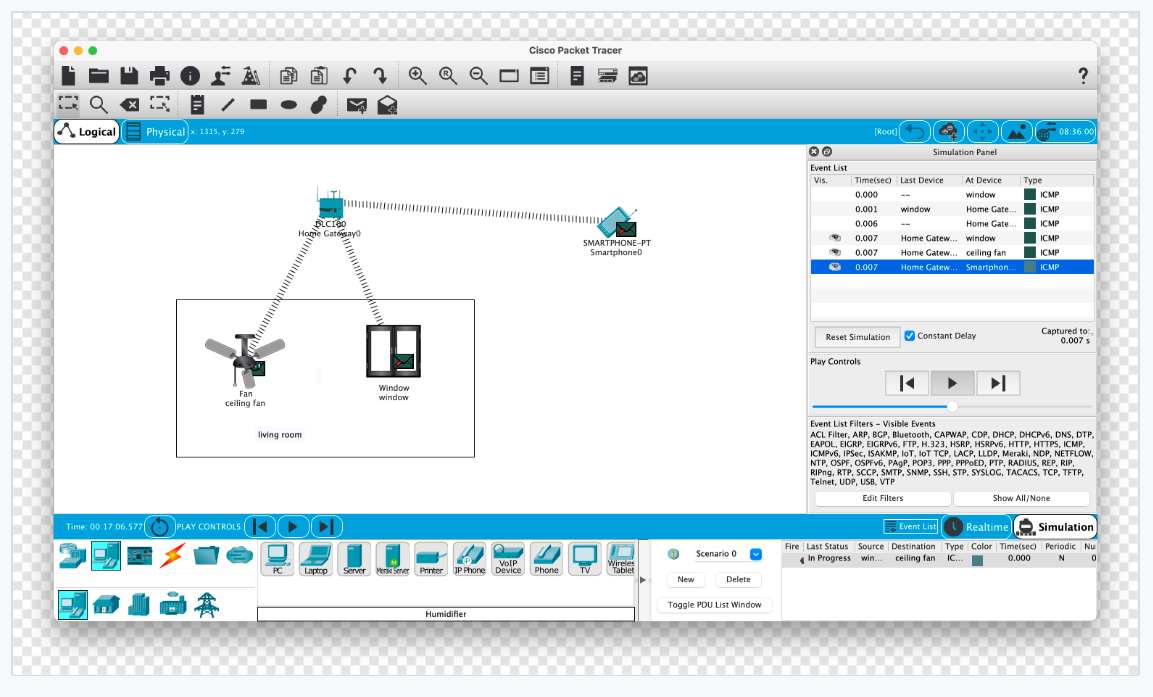 Cisco Packet Tracer
?
Logical
Physical
x: 1315, y: 279
[Root]
08:36:00
Simulation Panel
Event List
Vis. Time(sec) Last Device At Device Type
0.000 -- window ICMP
0.001 window Home Gate... ICMP
0.006 -- Home Gate... ICMP
0.007 Home Gatew... window ICMP
0.007 Home Gatew... ceiling fan ICMP
0.007 Home Gatew... Smartphon... ICMP
Reset Simulation
Constant Delay
Captured to:
0.007 s
Play Controls
Event List Filters - Visible Events
ACL Filter, ARP, BGP, Bluetooth, CAPWAP, CDP, DHCP, DHCPv6, DNS, DTP,
EAPOL, EIGRP, EIGRPv6, FTP, H.323, HSRP, HSRPv6, HTTP, HTTPS, ICMP,
ICMPv6, IPSec, ISAKMP, IoT, IoT TCP, LACP, LLDP, Meraki, NDP, NETFLOW,
NTP, OSPF, OSPFv6, PAgP, POP3, PPP, PPPoED, PTP, RADIUS, REP, RIP,
RIPng, RTP, SCCP, SMTP, SNMP, SSH, STP, SYSLOG, TACACS, TCP, TFTP,
Telnet, UDP, USB, VTP
Edit Filters
Show All/None
DLC100
Home Gateway0
SMARTPHONE-PT
Smartphone0
Fan
ceiling fan
Window
window
living room
Time: 00:17:06.577
PLAY CONTROLS
Event List
Realtime
Simulation
PC
Laptop
Server
Meraki Server
Printer
IP Phone
VoIP
Device
Phone
TV
Wireles
Tablet
Humidifier
Scenario 0
New
Delete
Toggle PDU List Window
Fire Last Status Source Destination Type Color Time(sec) Periodic Nu
In Progress win... ceiling fan IC... 0.000 N 0